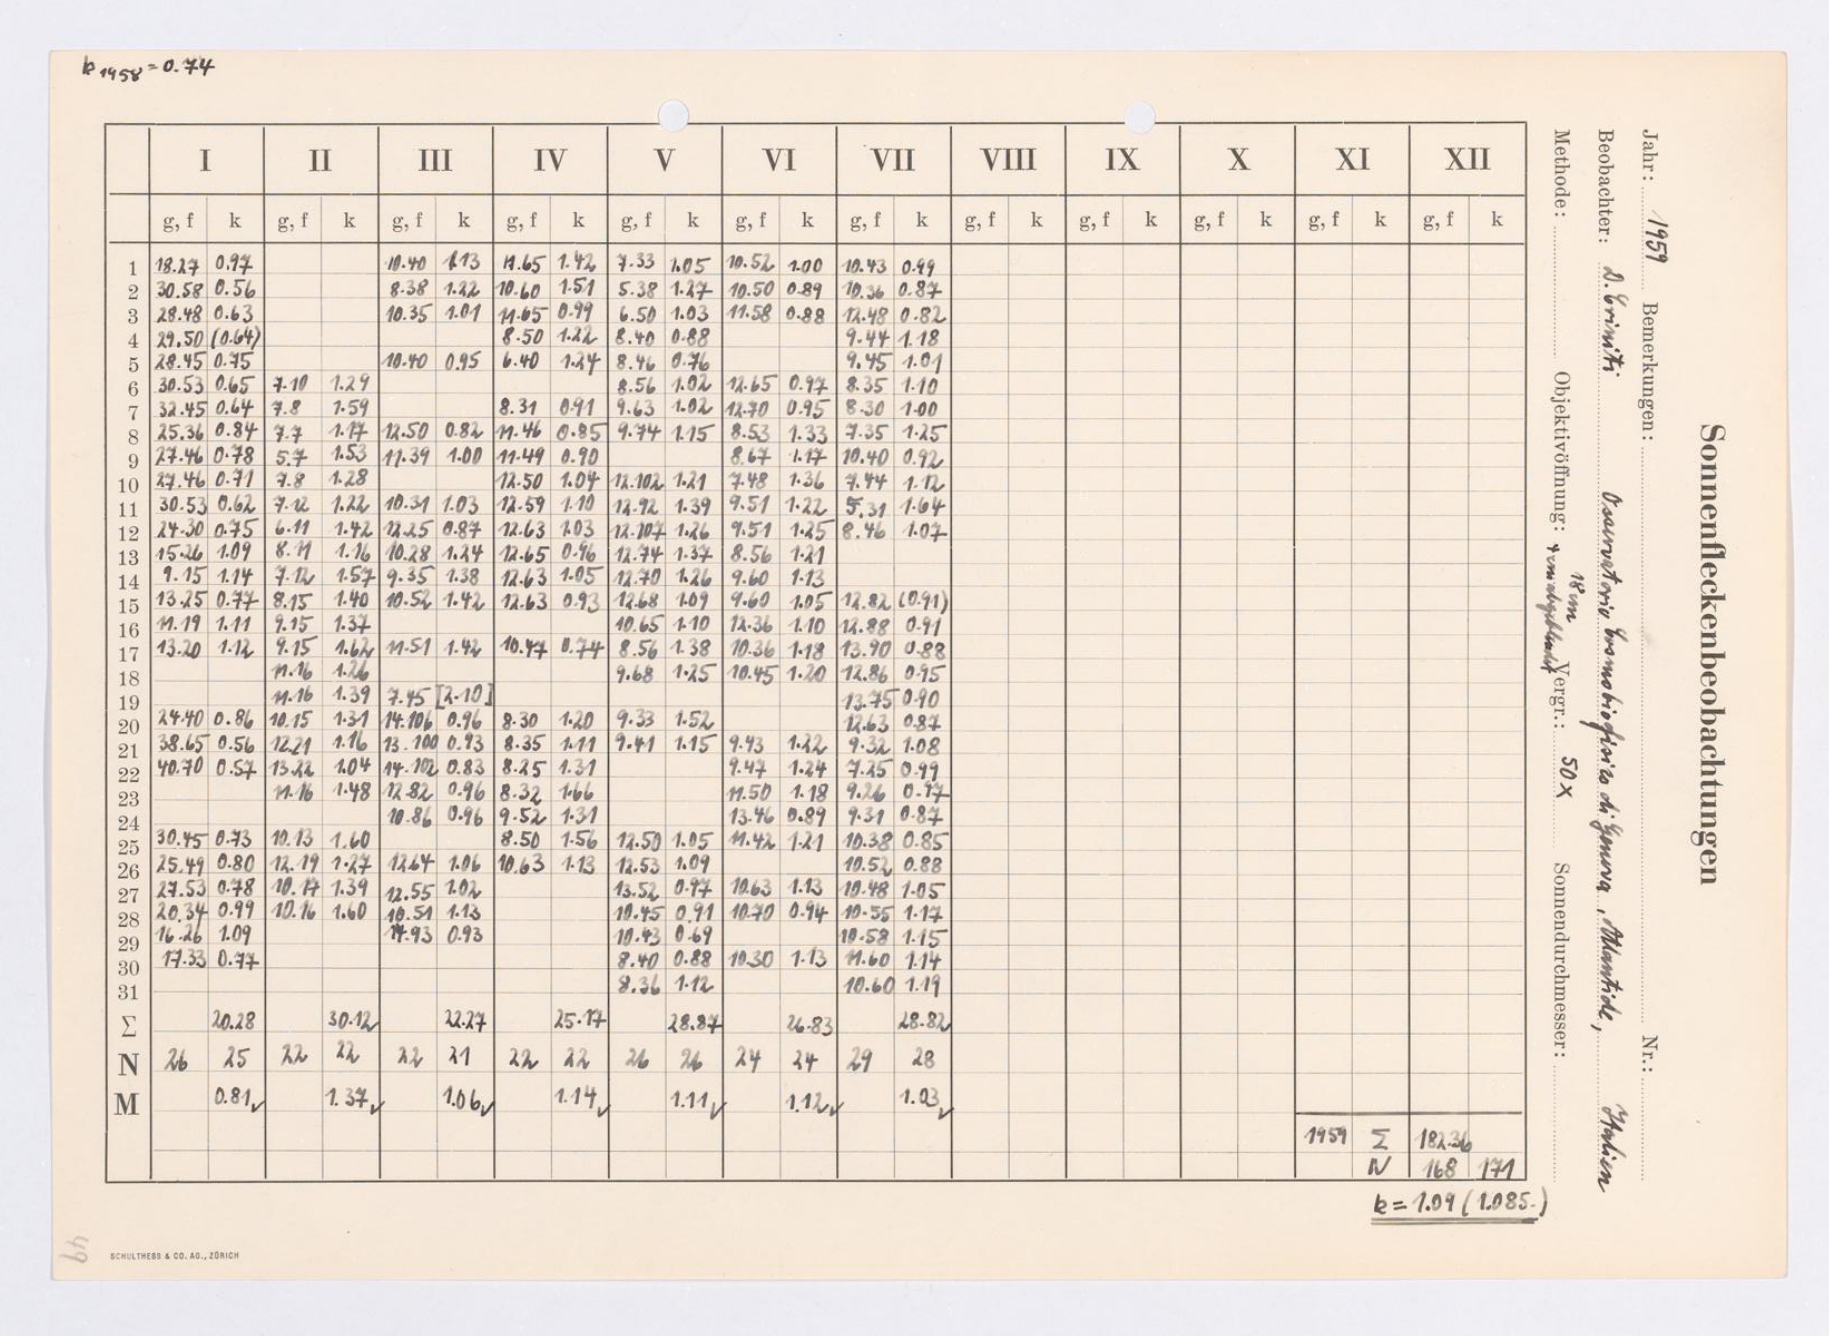 k 1958 = 0.74
Sonnenfleckenbeobachtungen
Jahr: 1959 Bemerkungen: Nr.:
Beobachter: D. Criniti Osservatorio Cosmobiofisico di Genova, Atlantide, Italien
Methode: Objektivöffnung: 18 cm Vergr.: 50 x Sonnendurchmesser:
I II III IV V VI VII VIII IX X XI XII
g, f k g, f k g, f k g, f k g, f k g, f k g, f k g, f k g, f k g, f k g, f k g, f k
1 18.27 0.97 10.40 1.13 11.65 1.42 7.33 1.05 10.52 1.00 10.43 0.99
2 30.58 0.56 8.38 1.22 10.60 1.51 5.38 1.27 10.50 0.89 10.36 0.87
3 28.48 0.63 10.35 1.01 11.65 0.99 6.50 1.03 11.58 0.88 12.48 0.82
4 29.50 (0.64) 8.50 1.22 8.40 0.88 9.44 1.18
5 28.45 0.75 10.40 0.95 6.40 1.24 8.46 0.76 9.45 1.01
6 30.53 0.65 7.10 1.29 8.56 1.02 12.65 0.97 8.35 1.10
7 32.45 0.64 7.8 1.59 8.31 0.91 9.63 1.02 12.70 0.95 8.30 1.00
8 25.36 0.84 7.7 1.17 12.50 0.82 11.46 0.85 9.74 1.15 8.53 1.33 7.35 1.25
9 27.46 0.78 5.7 1.53 11.39 1.00 11.49 0.90 8.67 1.17 10.40 0.92
10 27.46 0.71 7.8 1.28 12.50 1.04 12.102 1.21 7.48 1.36 7.44 1.12
11 30.53 0.62 7.12 1.22 10.31 1.03 12.59 1.10 12.92 1.39 9.51 1.22 5.31 1.64
12 24.30 0.75 6.11 1.42 12.25 0.87 12.63 1.03 12.107 1.26 9.51 1.25 8.46 1.07
13 15.26 1.09 8.11 1.16 10.28 1.24 12.65 0.96 12.74 1.37 8.56 1.21
14 9.15 1.14 7.12 1.57 9.35 1.38 12.63 1.05 12.70 1.26 9.60 1.13
15 13.25 0.77 8.15 1.40 10.52 1.42 12.63 0.93 12.68 1.09 9.60 1.05 12.82 (0.91)
16 11.19 1.11 9.15 1.37 10.65 1.10 12.36 1.10 12.88 0.91
17 13.20 1.12 9.15 1.62 11.51 1.42 10.47 0.74 8.56 1.38 10.36 1.18 13.90 0.88
18 11.16 1.26 9.68 1.25 10.45 1.20 12.86 0.95
19 11.16 1.39 7.45 [2.10] 13.75 0.90
20 24.40 0.86 10.15 1.31 14.106 0.96 8.30 1.20 9.33 1.52 12.63 0.87
21 38.65 0.56 12.21 1.16 13.100 0.93 8.35 1.11 9.41 1.15 9.43 1.22 9.32 1.08
22 40.70 0.57 13.22 1.04 14.102 0.83 8.25 1.31 9.47 1.24 7.25 0.99
23 11.16 1.48 12.82 0.96 8.32 1.66 11.50 1.18 9.26 0.97
24 10.86 0.96 9.52 1.31 13.46 0.89 9.31 0.87
25 30.45 0.73 10.13 1.60 8.50 1.56 12.50 1.05 11.42 1.21 10.38 0.85
26 25.49 0.80 12.19 1.27 12.64 1.06 10.63 1.13 12.53 1.09 10.52 0.88
27 27.53 0.78 10.17 1.39 12.55 1.02 13.52 0.97 10.63 1.13 10.48 1.05
28 20.34 0.99 10.16 1.60 10.51 1.13 10.45 0.91 10.70 0.94 10.55 1.17
29 16.26 1.09 14.93 0.93 10.43 0.69 10.58 1.15
30 17.33 0.77 8.40 0.88 10.30 1.13 11.60 1.14
31 8.36 1.12 10.60 1.19
Σ 20.28 30.12 22.27 25.17 28.87 26.83 28.82
N 26 25 22 22 22 21 22 22 26 26 24 24 29 28
M 0.81 1.37 1.06 1.14 1.11 1.12 1.03
1959 Σ 182.36
N 168 171
k = 1.09 (1.085.)
49
SCHULTHESS & CO. AG., ZÜRICH